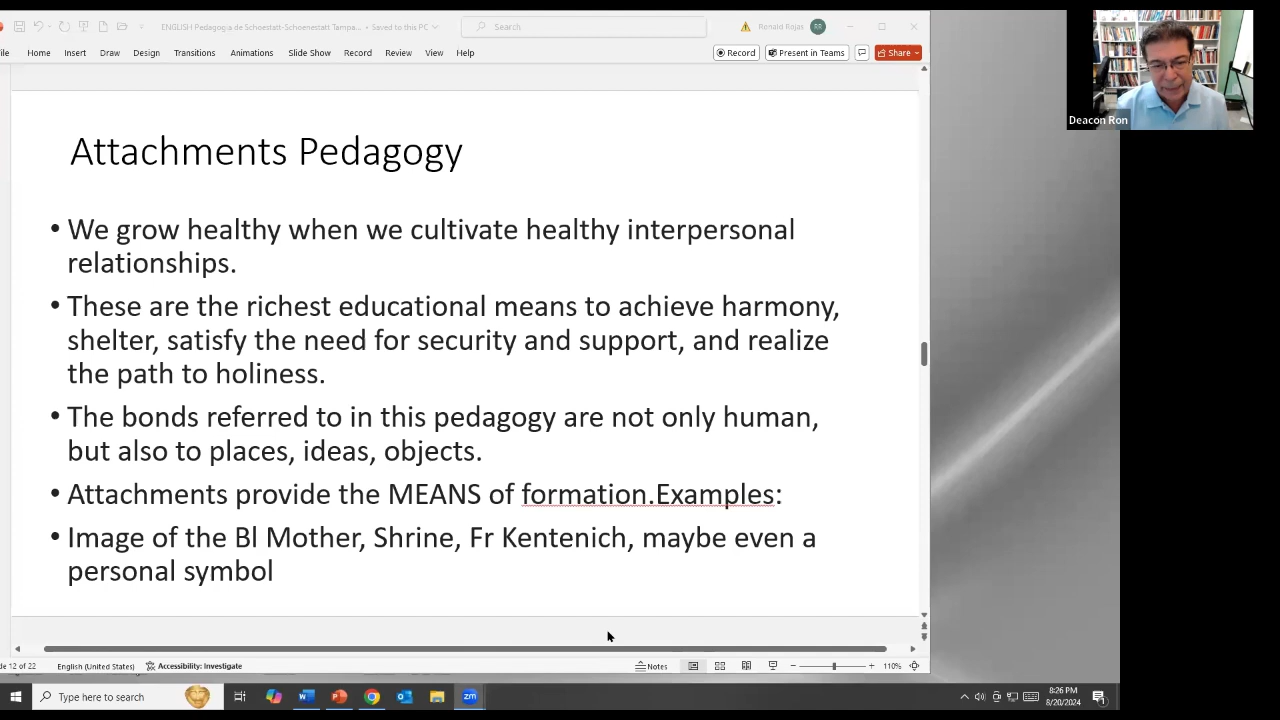 ENGLISH Pedagogia de Schoestatt-Schoenestatt Tampa... • Saved to this PC
Search
Ronald Rojas
RR
ile Home Insert Draw Design Transitions Animations Slide Show Record Review View Help
Record
Present in Teams
Share
Deacon Ron
Attachments Pedagogy
• We grow healthy when we cultivate healthy interpersonal
relationships.
• These are the richest educational means to achieve harmony,
shelter, satisfy the need for security and support, and realize
the path to holiness.
• The bonds referred to in this pedagogy are not only human,
but also to places, ideas, objects.
• Attachments provide the MEANS of formation.Examples:
• Image of the Bl Mother, Shrine, Fr Kentenich, maybe even a
personal symbol
de 12 of 22 English (United States) Accessibility: Investigate
Notes
110%
Type here to search
zm
8:26 PM
8/20/2024
1